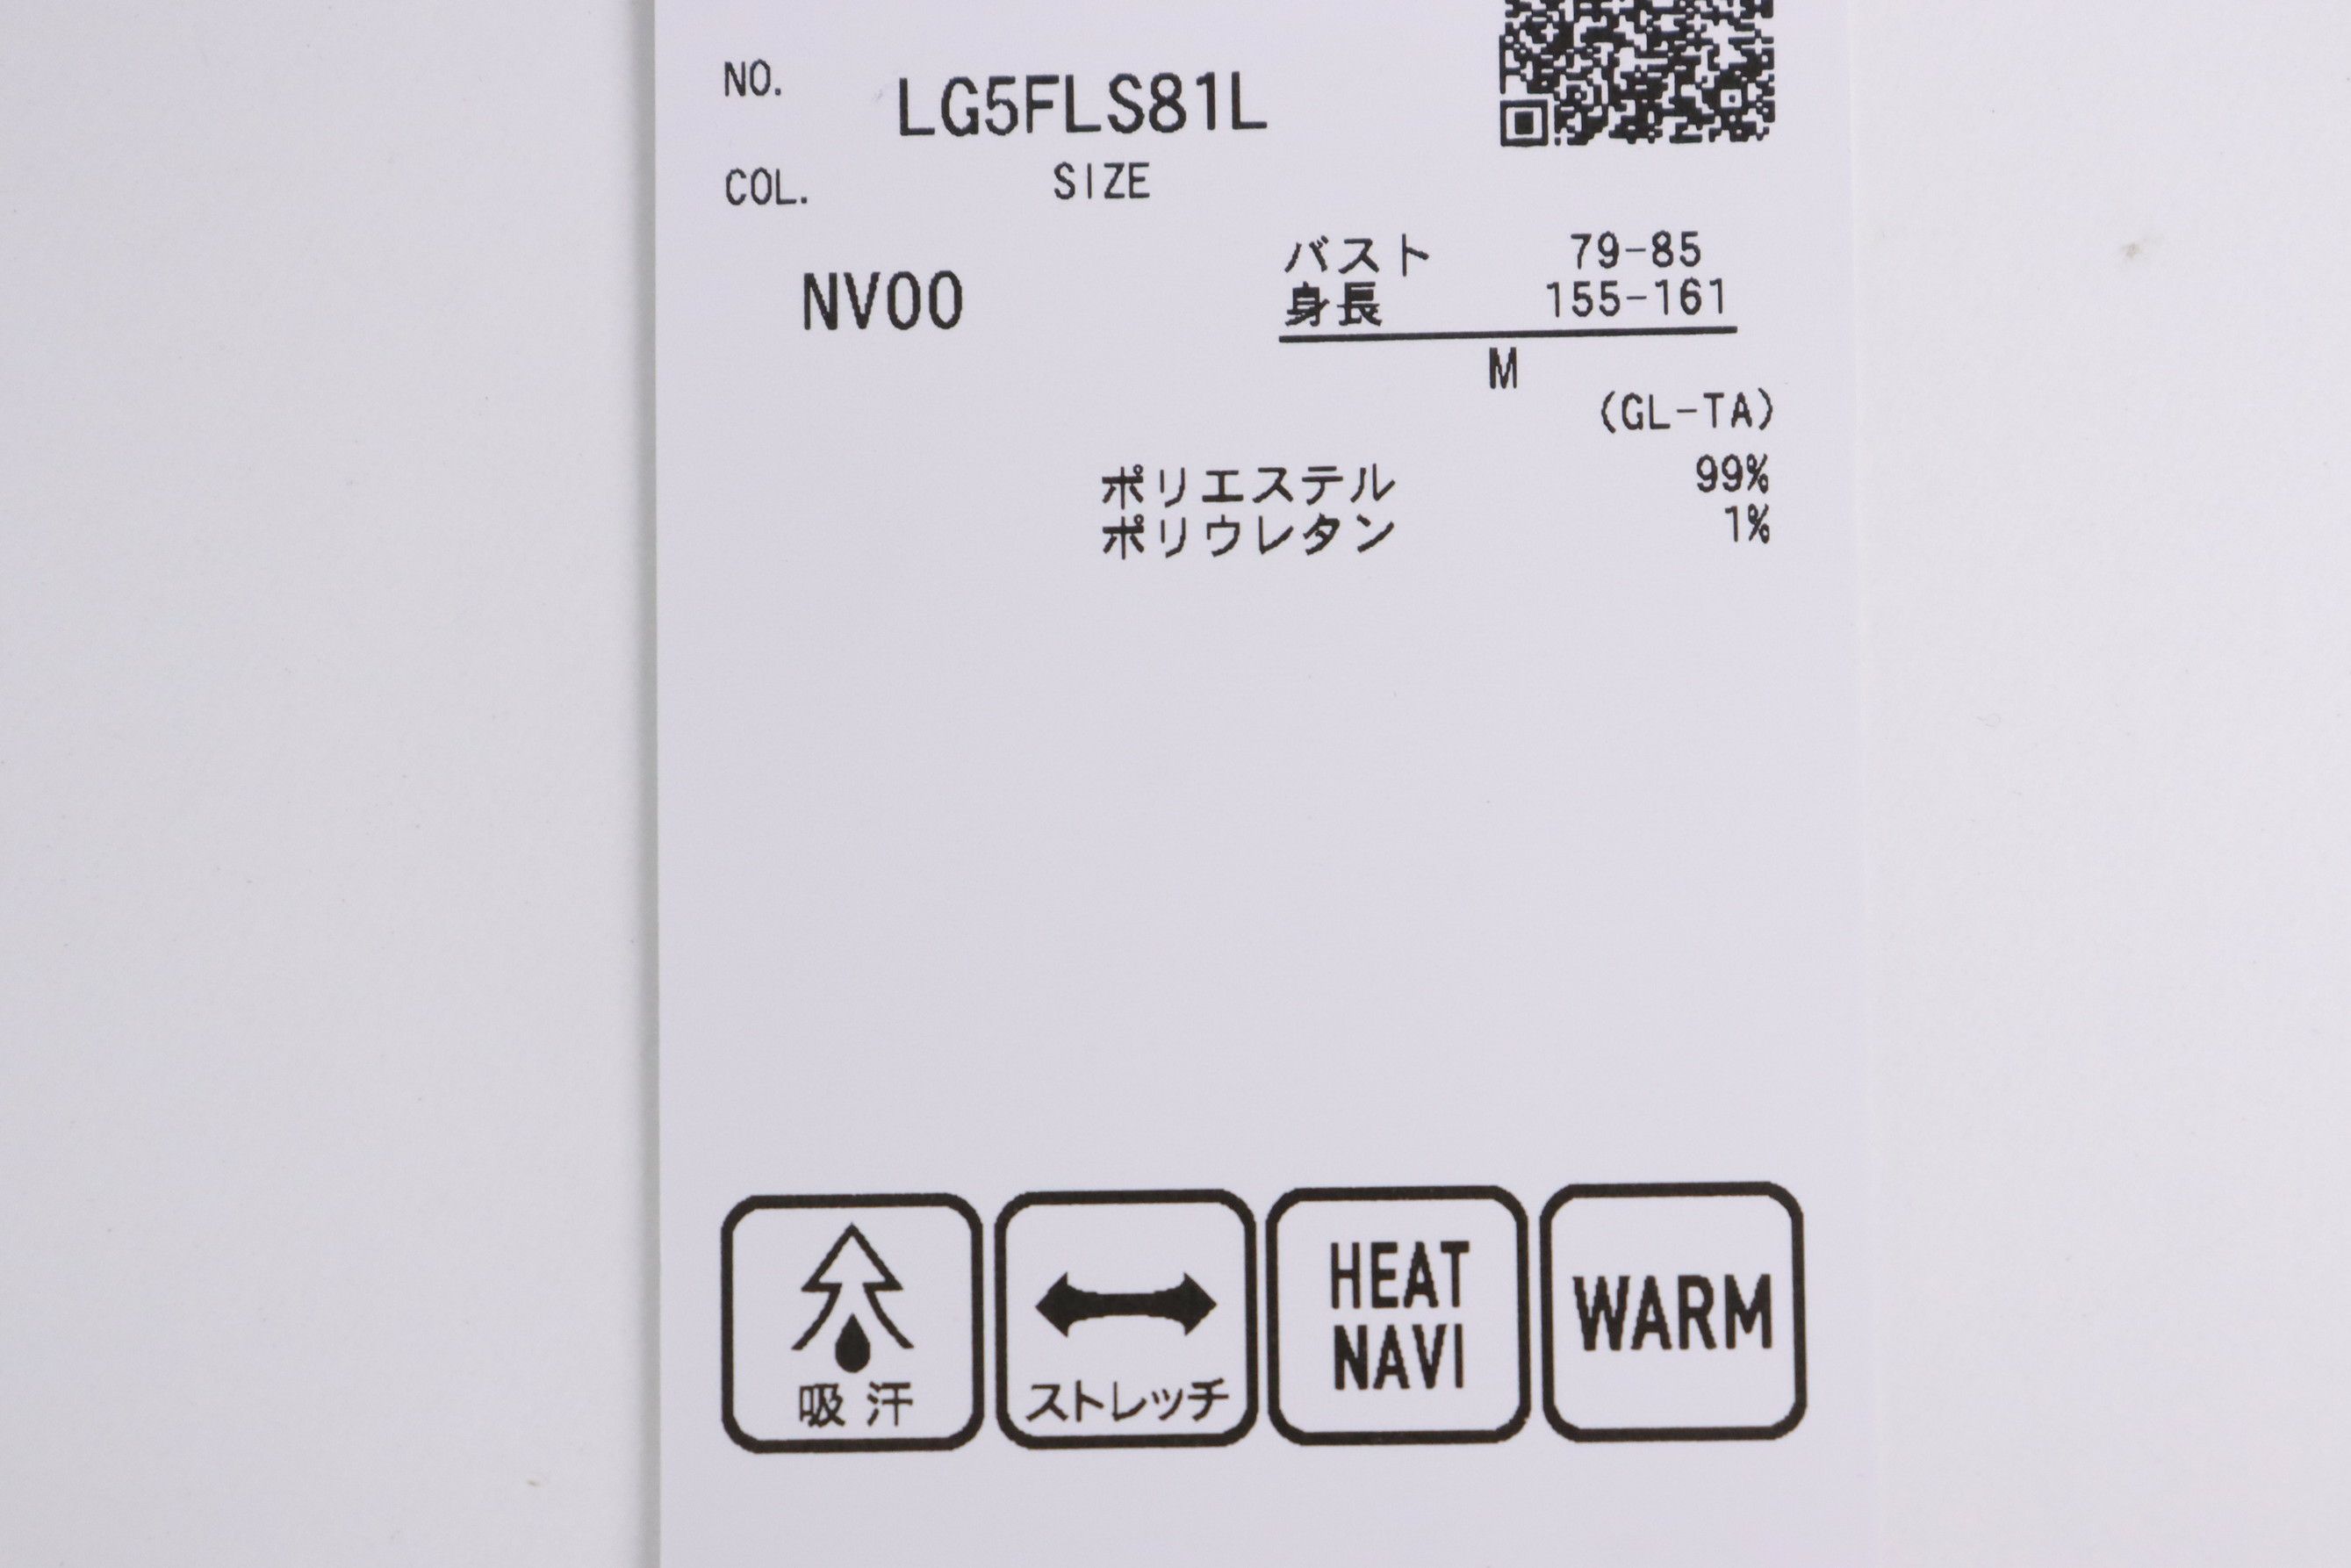 NO. LG5FLS81L
COL. SIZE
NV00
バスト 79-85
身長 155-161
M
(GL-TA)
ポリエステル 99%
ポリウレタン 1%
吸汗
ストレッチ
HEAT
NAVI
WARM